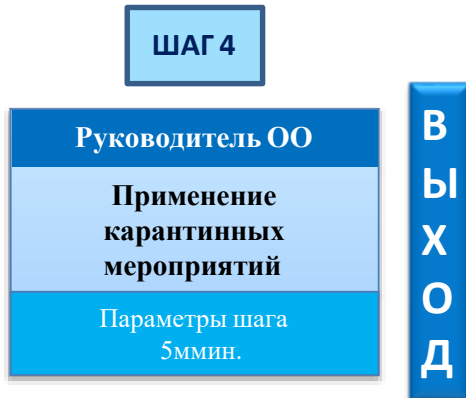 ШАГ 4
Руководитель ОО
Применение
карантинных
мероприятий
Параметры шага
5ммин.
В
Ы
Х
О
Д